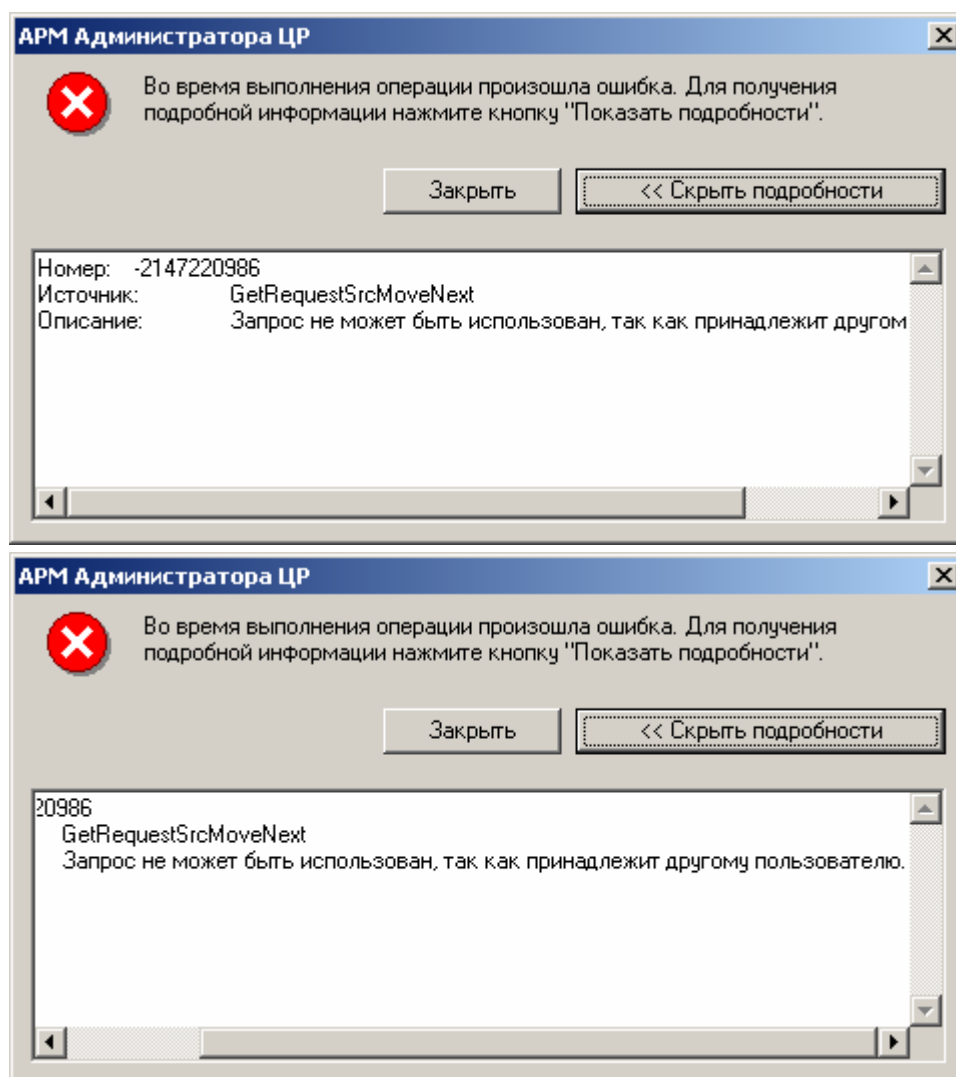 АРМ Администратора ЦР
Во время выполнения операции произошла ошибка. Для получения
подробной информации нажмите кнопку "Показать подробности".
Закрыть << Скрыть подробности
Номер: -2147220986
Источник: GetRequestSrcMoveNext
Описание: Запрос не может быть использован, так как принадлежит другом
АРМ Администратора ЦР
Во время выполнения операции произошла ошибка. Для получения
подробной информации нажмите кнопку "Показать подробности".
Закрыть << Скрыть подробности
20986
GetRequestSrcMoveNext
Запрос не может быть использован, так как принадлежит другому пользователю.